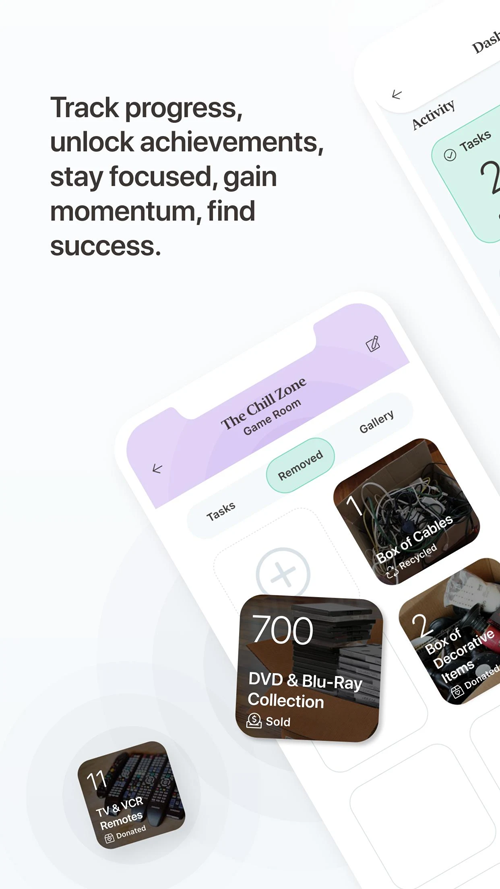 Track progress,
unlock achievements,
stay focused, gain
momentum, find
success.
Activity
Tasks
The Chill Zone
Game Room
Tasks
Removed
Gallery
1
Box of Cables
Recycled
700
DVD & Blu-Ray
Collection
Sold
2
Box of
Decorative
Items
Donated
11
TV & VCR
Remotes
Donated